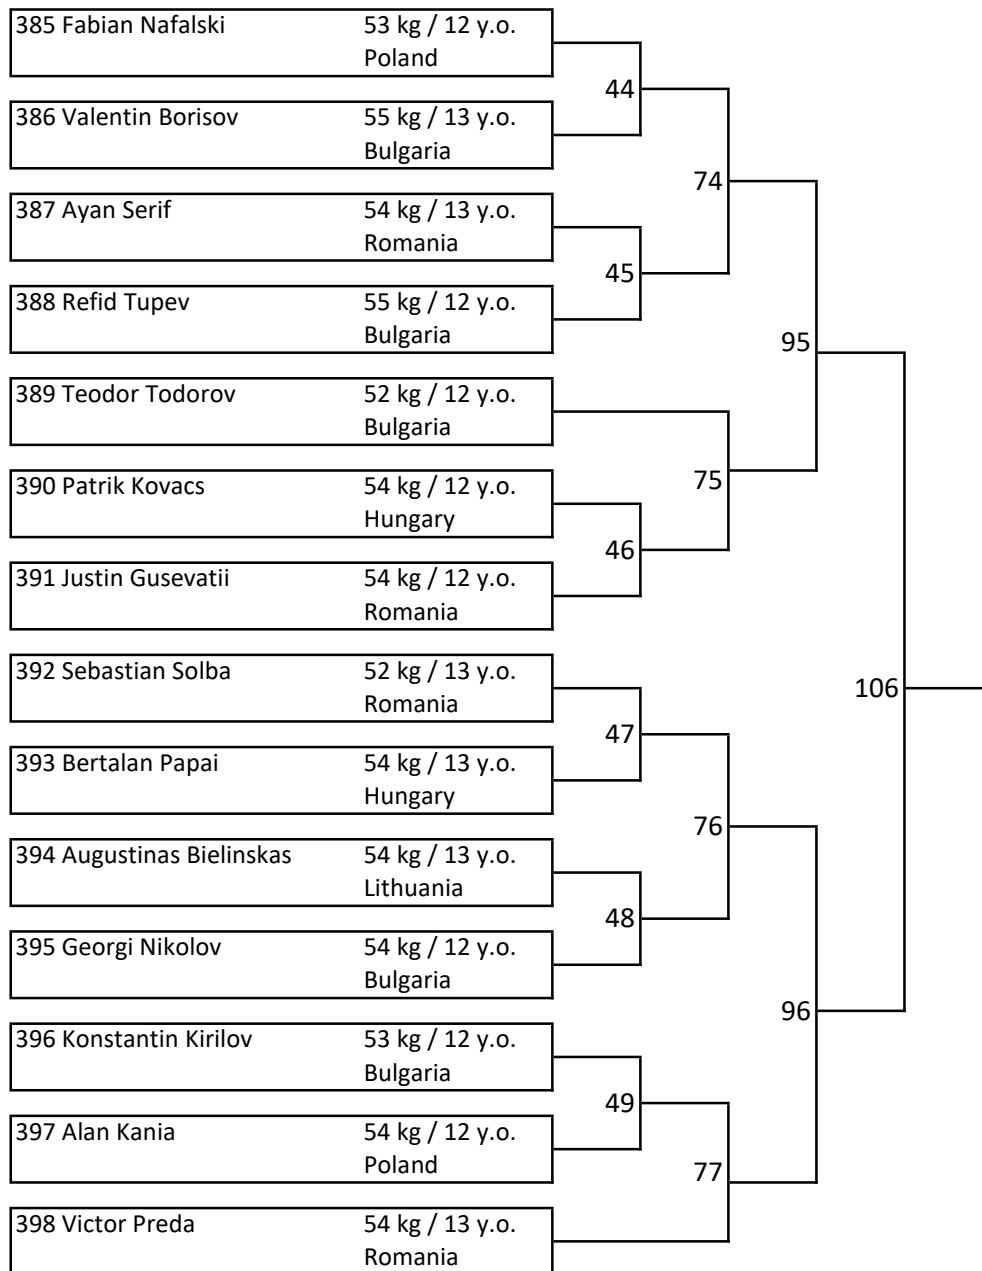 385 Fabian Nafalski 53 kg / 12 y.o.
Poland
44
386 Valentin Borisov 55 kg / 13 y.o.
Bulgaria
74
387 Ayan Serif 54 kg / 13 y.o.
Romania
45
388 Refid Tupev 55 kg / 12 y.o.
Bulgaria
95
389 Teodor Todorov 52 kg / 12 y.o.
Bulgaria
75
390 Patrik Kovacs 54 kg / 12 y.o.
Hungary
46
391 Justin Gusevatii 54 kg / 12 y.o.
Romania
392 Sebastian Solba 52 kg / 13 y.o.
Romania
106
47
393 Bertalan Papai 54 kg / 13 y.o.
Hungary
76
394 Augustinas Bielinskas 54 kg / 13 y.o.
Lithuania
48
395 Georgi Nikolov 54 kg / 12 y.o.
Bulgaria
96
396 Konstantin Kirilov 53 kg / 12 y.o.
Bulgaria
49
397 Alan Kania 54 kg / 12 y.o.
Poland
77
398 Victor Preda 54 kg / 13 y.o.
Romania